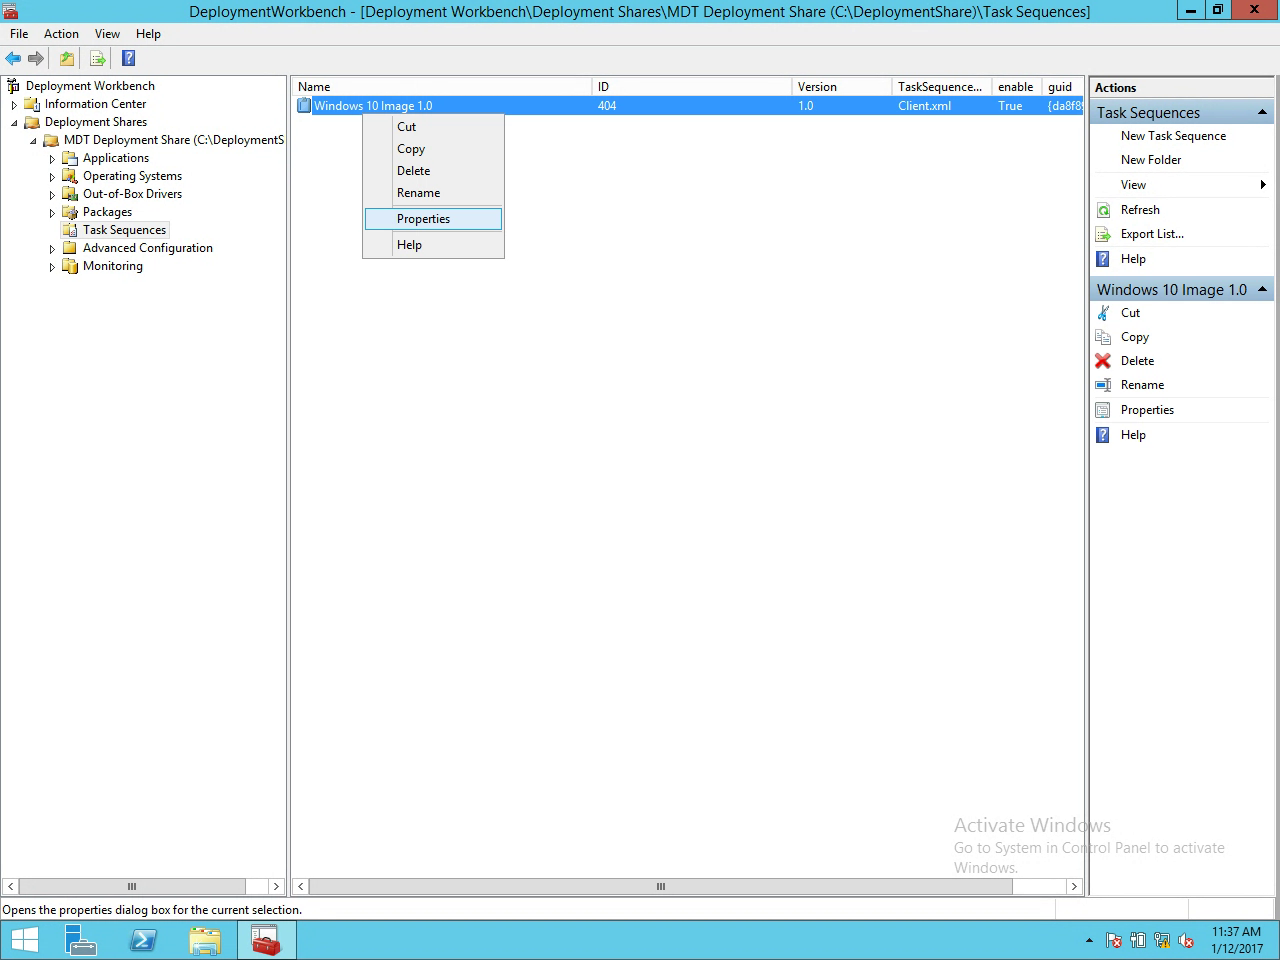 DeploymentWorkbench - [Deployment Workbench\Deployment Shares\MDT Deployment Share (C:\DeploymentShare)\Task Sequences]
File Action View Help
Deployment Workbench
Information Center
Deployment Shares
MDT Deployment Share (C:\DeploymentS
Applications
Operating Systems
Out-of-Box Drivers
Packages
Task Sequences
Advanced Configuration
Monitoring
Name ID Version TaskSequence... enable guid
Windows 10 Image 1.0 404 1.0 Client.xml True {da8f89
Cut
Copy
Delete
Rename
Properties
Help
Actions
Task Sequences
New Task Sequence
New Folder
View
Refresh
Export List...
Help
Windows 10 Image 1.0
Cut
Copy
Delete
Rename
Properties
Help
Activate Windows
Go to System in Control Panel to activate
Windows.
Opens the properties dialog box for the current selection.
11:37 AM
1/12/2017